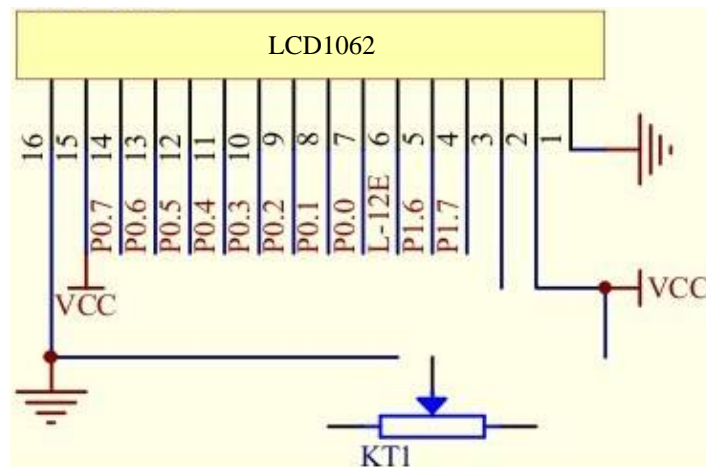 LCD1062
16 15 14 13 12 11 10 9 8 7 6 5 4 3 2 1
P0.7 P0.6 P0.5 P0.4 P0.3 P0.2 P0.1 P0.0 L-12E P1.6 P1.7
VCC VCC
KT1